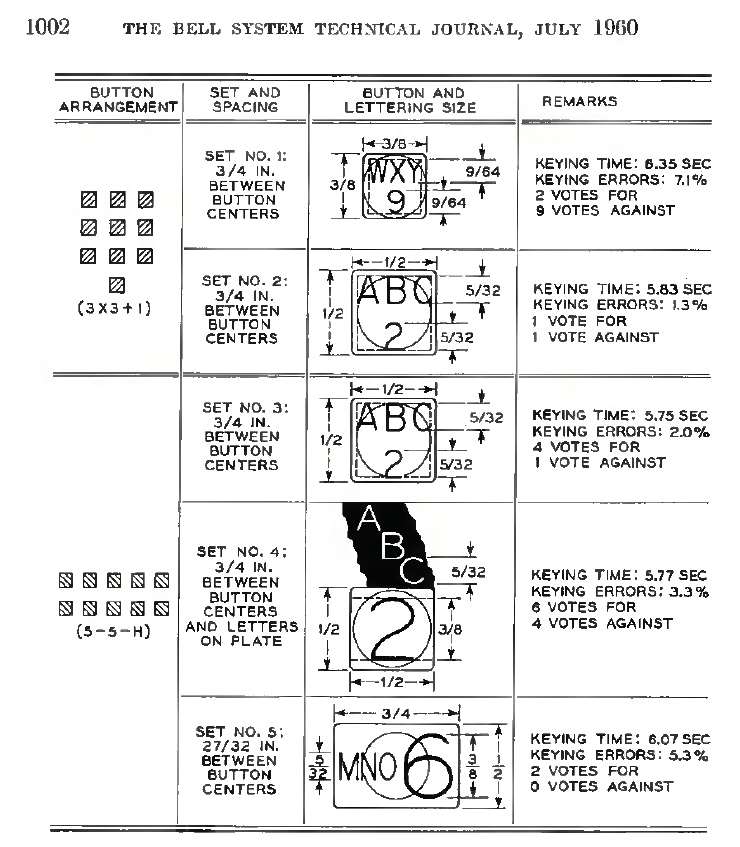 1002 THE BELL SYSTEM TECHNICAL JOURNAL, JULY 1960
BUTTON ARRANGEMENT
SET AND SPACING
BUTTON AND LETTERING SIZE
REMARKS
(3X3+1)
SET NO. 1:
3/4 IN.
BETWEEN
BUTTON
CENTERS
3/8
3/8
WXY
9
9/64
9/64
KEYING TIME: 6.35 SEC
KEYING ERRORS: 7.1%
2 VOTES FOR
9 VOTES AGAINST
SET NO. 2:
3/4 IN.
BETWEEN
BUTTON
CENTERS
1/2
1/2
ABC
2
5/32
5/32
KEYING TIME: 5.83 SEC
KEYING ERRORS: 1.3%
1 VOTE FOR
1 VOTE AGAINST
(5-5-H)
SET NO. 3:
3/4 IN.
BETWEEN
BUTTON
CENTERS
1/2
1/2
ABC
2
5/32
5/32
KEYING TIME: 5.75 SEC
KEYING ERRORS: 2.0%
4 VOTES FOR
1 VOTE AGAINST
SET NO. 4:
3/4 IN.
BETWEEN
BUTTON
CENTERS
AND LETTERS
ON PLATE
A
B
C
2
5/32
1/2
3/8
1/2
KEYING TIME: 5.77 SEC
KEYING ERRORS: 3.3%
6 VOTES FOR
4 VOTES AGAINST
SET NO. 5:
27/32 IN.
BETWEEN
BUTTON
CENTERS
3/4
5/32
MNO 6
3/8
1/2
KEYING TIME: 6.07 SEC
KEYING ERRORS: 5.3%
2 VOTES FOR
0 VOTES AGAINST